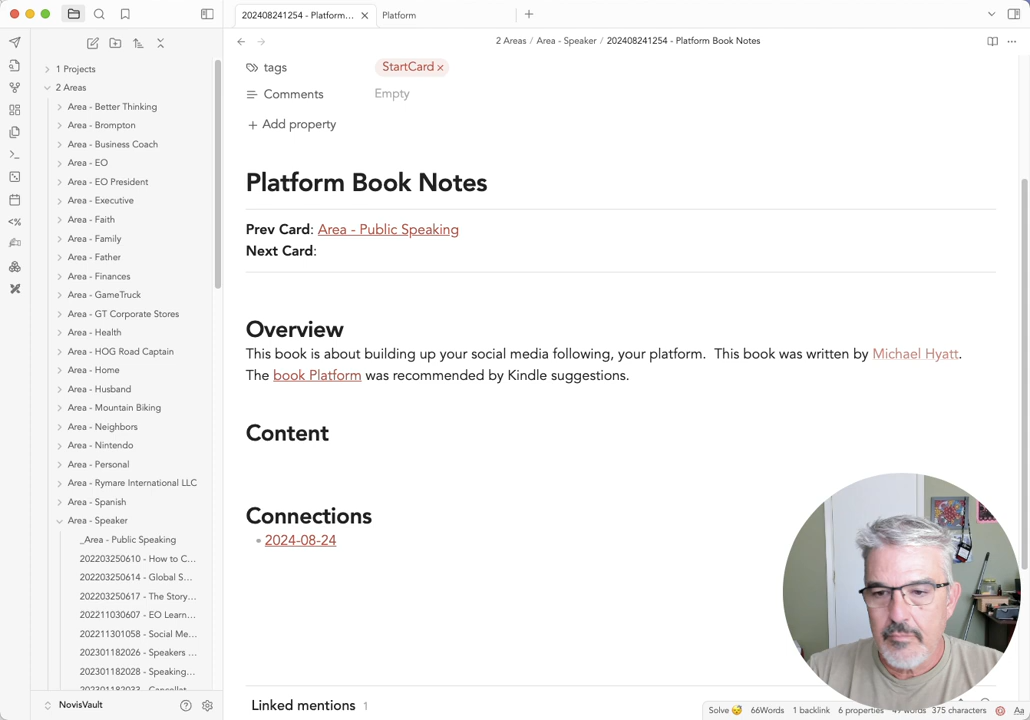 202408241254 - Platform...
Platform
2 Areas / Area - Speaker / 202408241254 - Platform Book Notes
1 Projects
2 Areas
Area - Better Thinking
Area - Brompton
Area - Business Coach
Area - EO
Area - EO President
Area - Executive
Area - Faith
Area - Family
Area - Father
Area - Finances
Area - GameTruck
Area - GT Corporate Stores
Area - Health
Area - HOG Road Captain
Area - Home
Area - Husband
Area - Mountain Biking
Area - Neighbors
Area - Nintendo
Area - Personal
Area - Rymare International LLC
Area - Spanish
Area - Speaker
_Area - Public Speaking
202203250610 - How to C...
202203250614 - Global S...
202203250617 - The Story...
202211030607 - EO Learn...
202211301058 - Social Me...
202301182026 - Speakers ...
202301182028 - Speaking...
202301182033 - Cancellat
NovisVault
tags
StartCard ×
Comments
Empty
+ Add property
Platform Book Notes
Prev Card: Area - Public Speaking
Next Card:
Overview
This book is about building up your social media following, your platform. This book was written by Michael Hyatt.
The book Platform was recommended by Kindle suggestions.
Content
Connections
• 2024-08-24
Linked mentions 1
Solve 😴 66Words 1 backlink 6 properties words 375 characters Aa